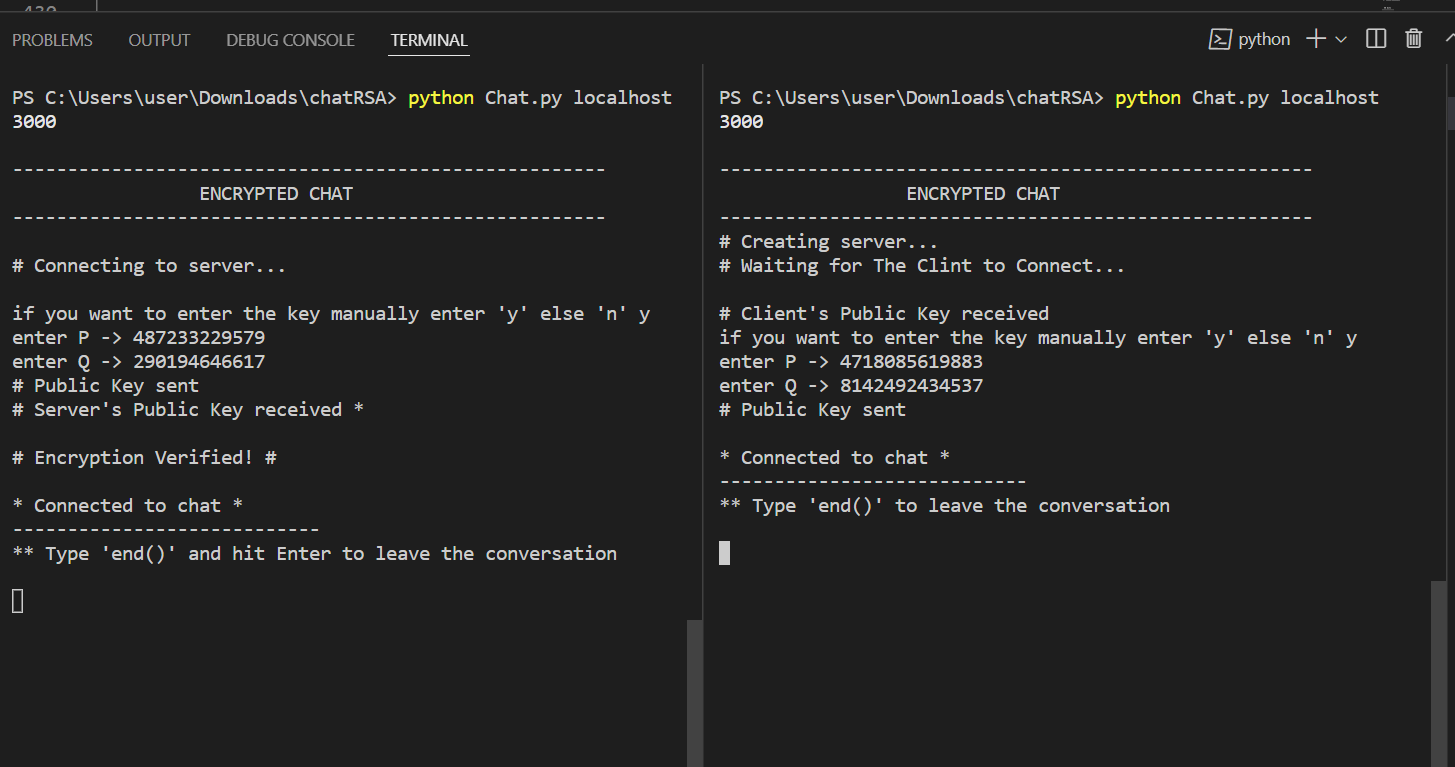 430
PROBLEMS OUTPUT DEBUG CONSOLE TERMINAL
python
PS C:\Users\user\Downloads\chatRSA> python Chat.py localhost
3000
------------------------------------------------------
ENCRYPTED CHAT
------------------------------------------------------
# Connecting to server...
if you want to enter the key manually enter 'y' else 'n' y
enter P -> 487233229579
enter Q -> 290194646617
# Public Key sent
# Server's Public Key received *
# Encryption Verified! #
* Connected to chat *
----------------------------
** Type 'end()' and hit Enter to leave the conversation
PS C:\Users\user\Downloads\chatRSA> python Chat.py localhost
3000
------------------------------------------------------
ENCRYPTED CHAT
------------------------------------------------------
# Creating server...
# Waiting for The Clint to Connect...
# Client's Public Key received
if you want to enter the key manually enter 'y' else 'n' y
enter P -> 4718085619883
enter Q -> 8142492434537
# Public Key sent
* Connected to chat *
----------------------------
** Type 'end()' to leave the conversation